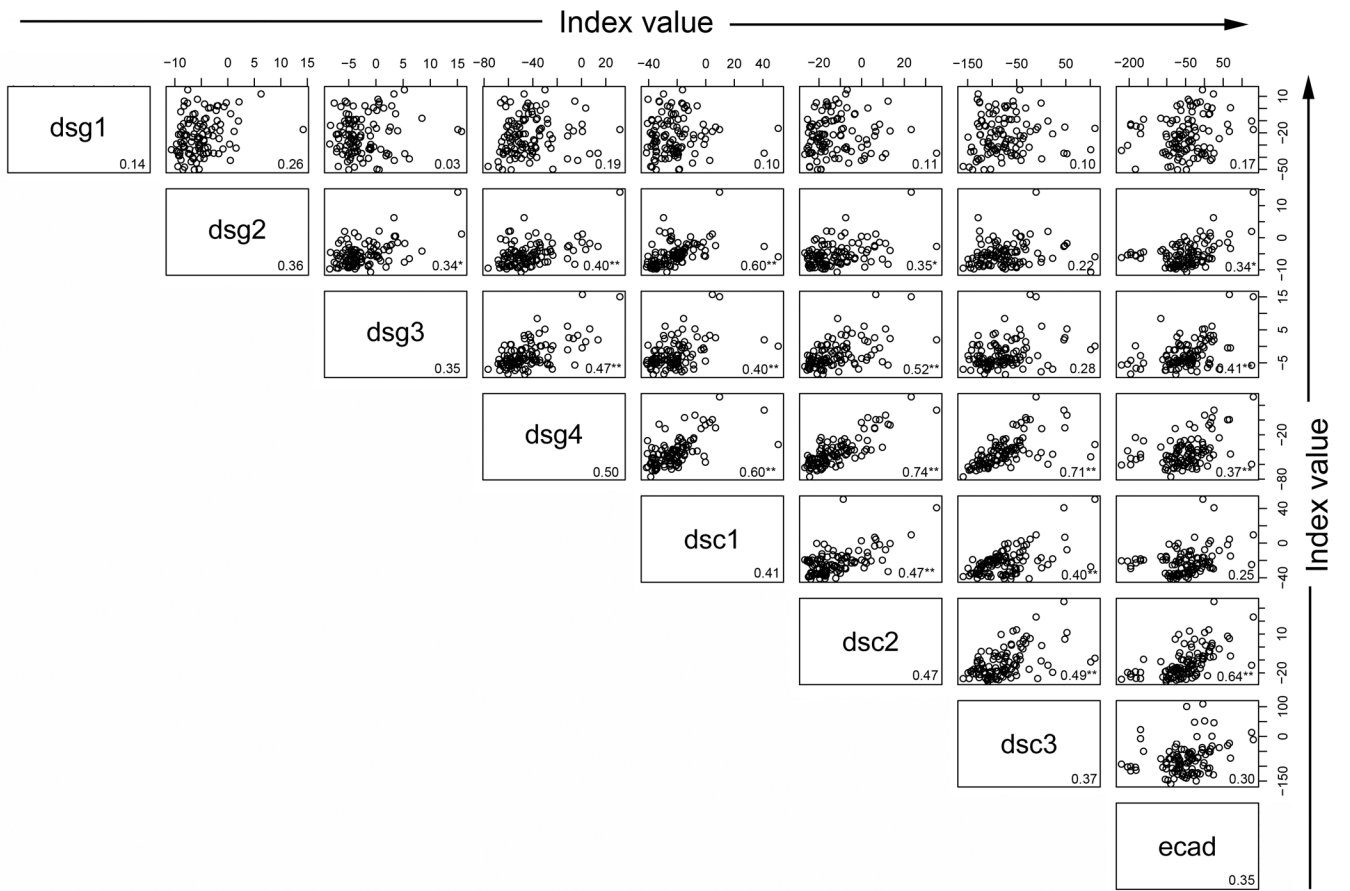 Index value
−10 0 5 10 15 −5 0 5 10 15 −80 −40 0 20 −40 0 20 40 −20 0 20 −150 −50 50 −200 −50 50
dsg1
0.14 0.26 0.03 0.19 0.10 0.11 0.10 0.17
10 −20 −50
dsg2
0.36 0.34* 0.40** 0.60** 0.35* 0.22 0.34*
10 0 −10
dsg3
0.35 0.47** 0.40** 0.52** 0.28 0.41**
15 5 −5
dsg4
0.50 0.60** 0.74** 0.71** 0.37**
−20 −80
Index value
dsc1
0.41 0.47** 0.40** 0.25
40 0 −40
dsc2
0.47 0.49** 0.64**
10 −20
dsc3
0.37 0.30
100 0 −150
ecad
0.35